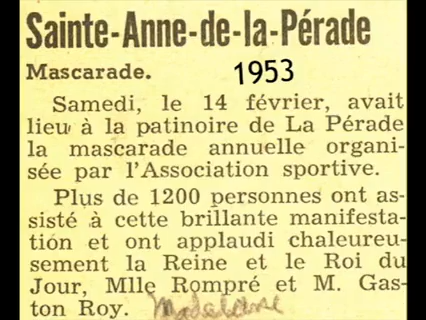 Sainte-Anne-de-la-Pérade
Mascarade.
1953
Samedi, le 14 février, avait
lieu à la patinoire de La Pérade
la mascarade annuelle organi-
sée par l'Association sportive.
Plus de 1200 personnes ont as-
sisté à cette brillante manifesta-
tion et ont applaudi chaleureu-
sement la Reine et le Roi du
Jour, Mlle Rompré et M. Gas-
ton Roy. Madeleine